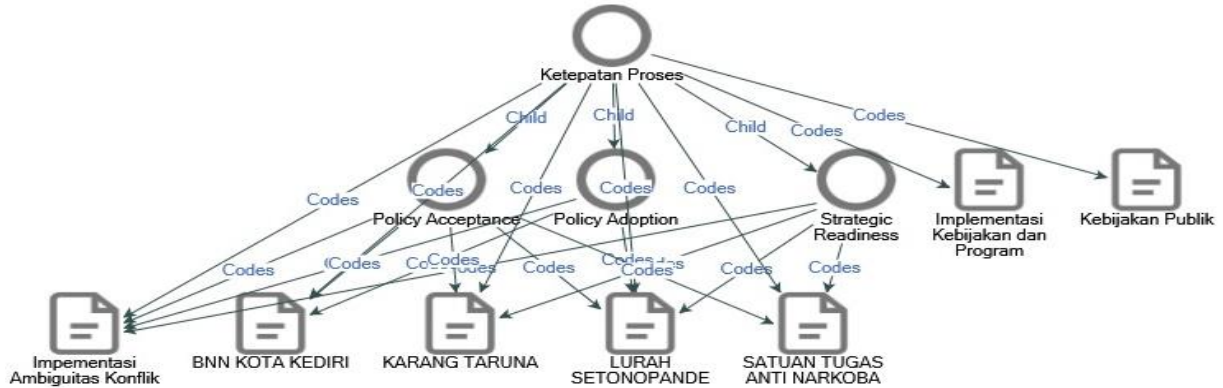 Ketepatan Proses
Child
Child
Codes
Codes
Codes
Codes
Codes
Codes
Codes
Policy Acceptance
Policy Adoption
Strategic
Readiness
Implementasi
Kebijakan dan
Program
Kebijakan Publik
Codes
Codes
Codes
Codes
Codes
Codes
Codes
Impementasi
Ambiguitas Konflik
BNN KOTA KEDIRI
KARANG TARUNA
LURAH
SETONOPANDE
SATUAN TUGAS
ANTI NARKOBA